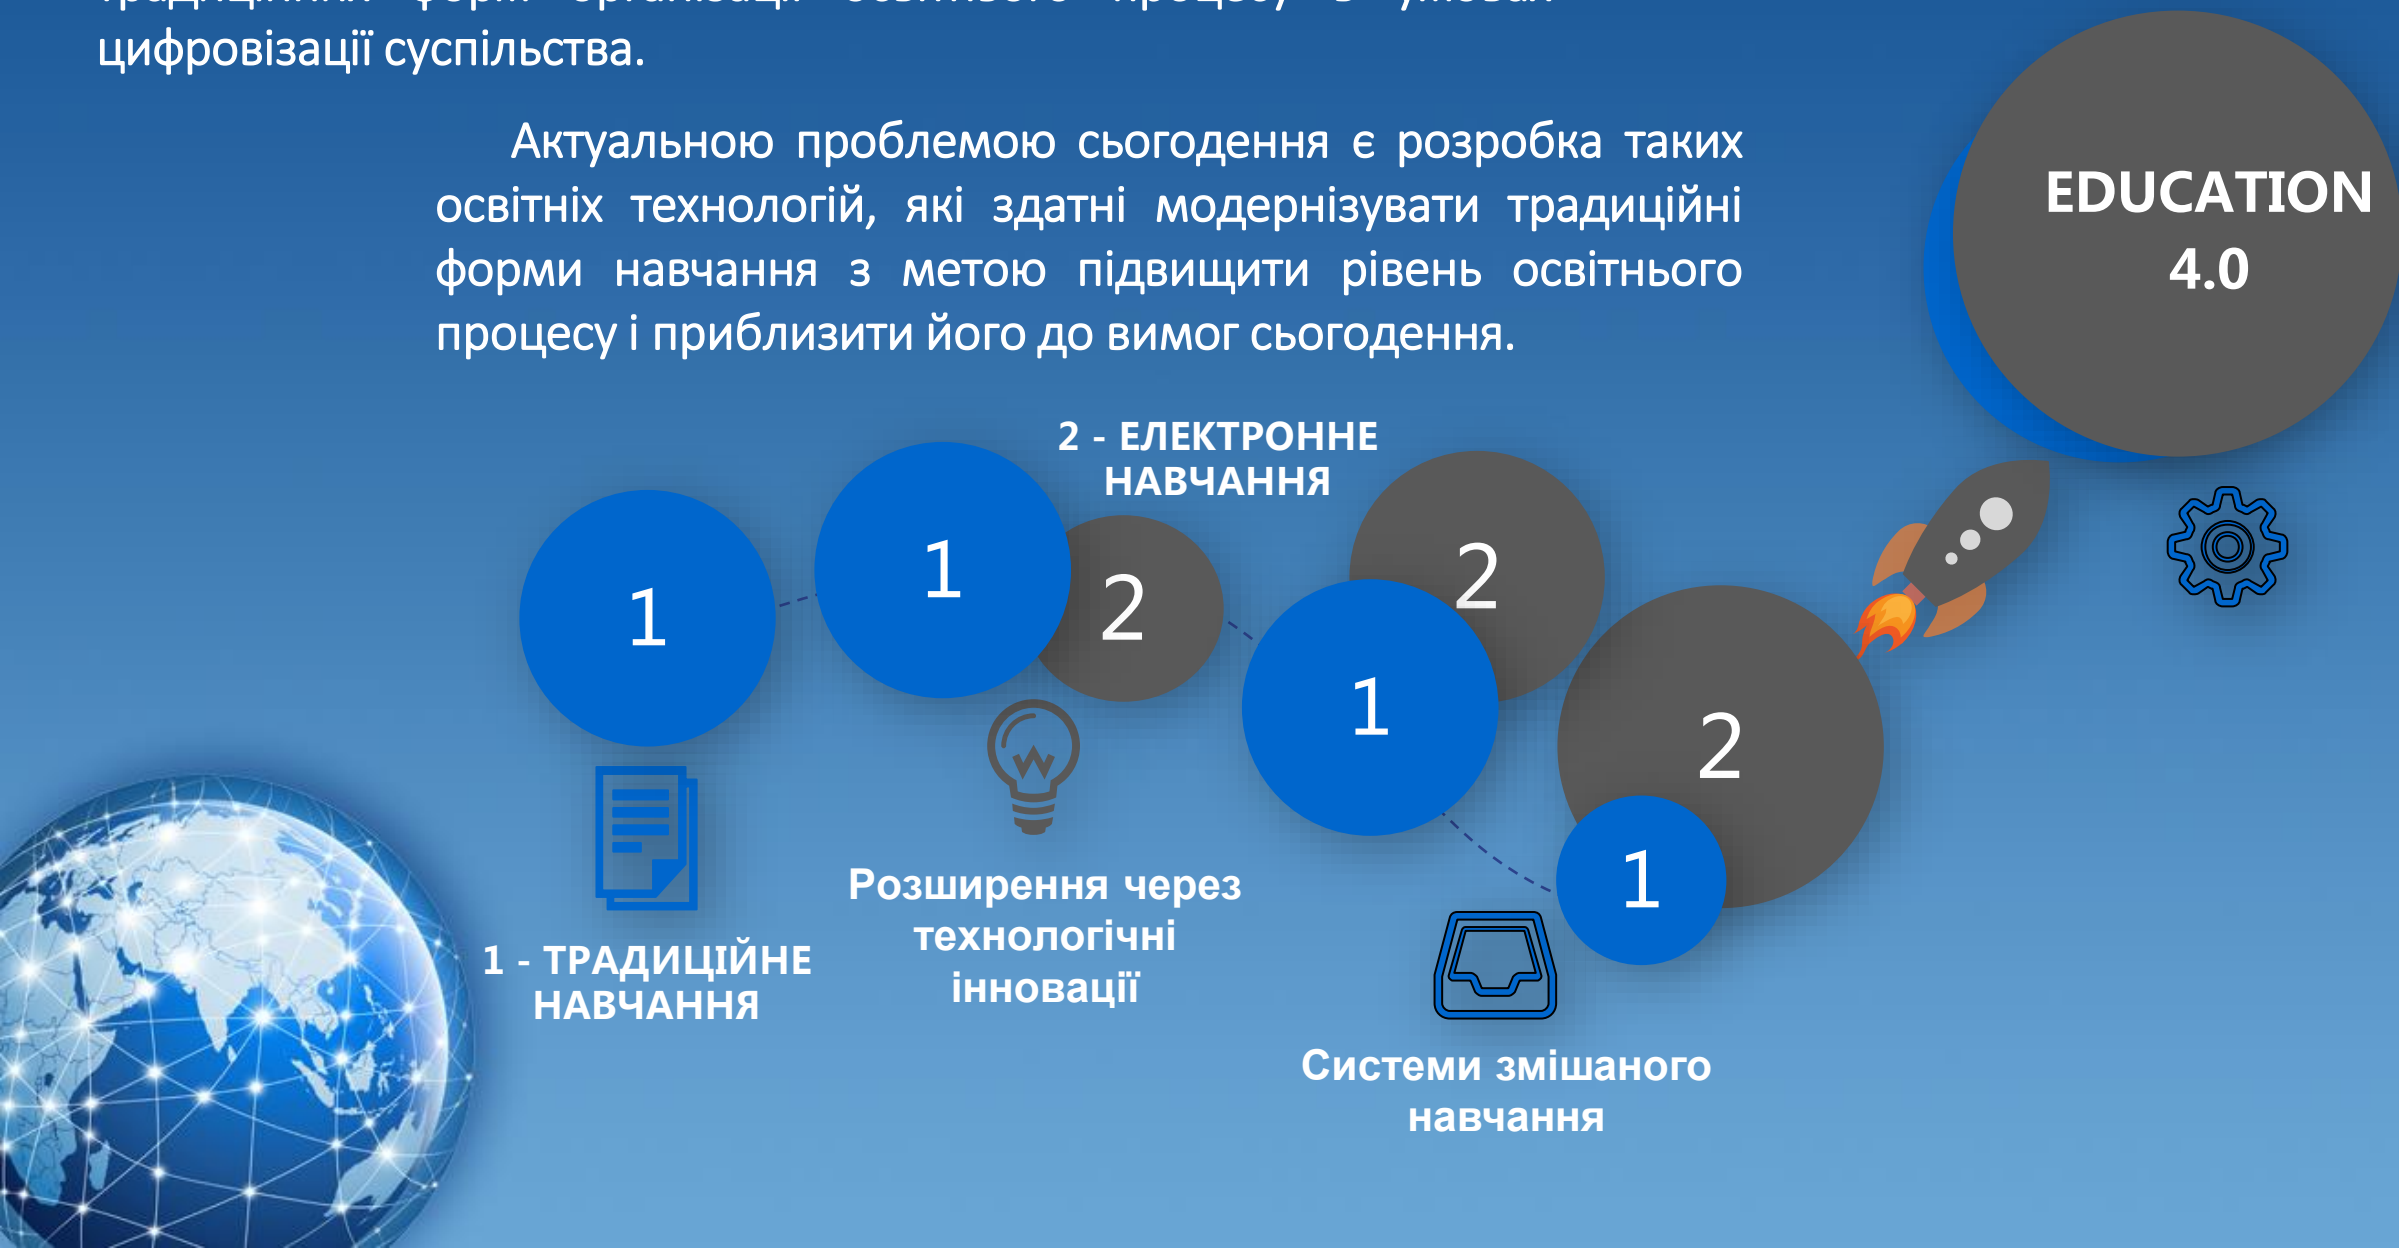 цифровізації суспільства.
Актуальною проблемою сьогодення є розробка таких
освітніх технологій, які здатні модернізувати традиційні
форми навчання з метою підвищити рівень освітнього
процесу і приблизити його до вимог сьогодення.
EDUCATION
4.0
2 - ЕЛЕКТРОННЕ
НАВЧАННЯ
1
1
2
2
1
2
1
1 - ТРАДИЦІЙНЕ
НАВЧАННЯ
Розширення через
технологічні
інновації
Системи змішаного
навчання